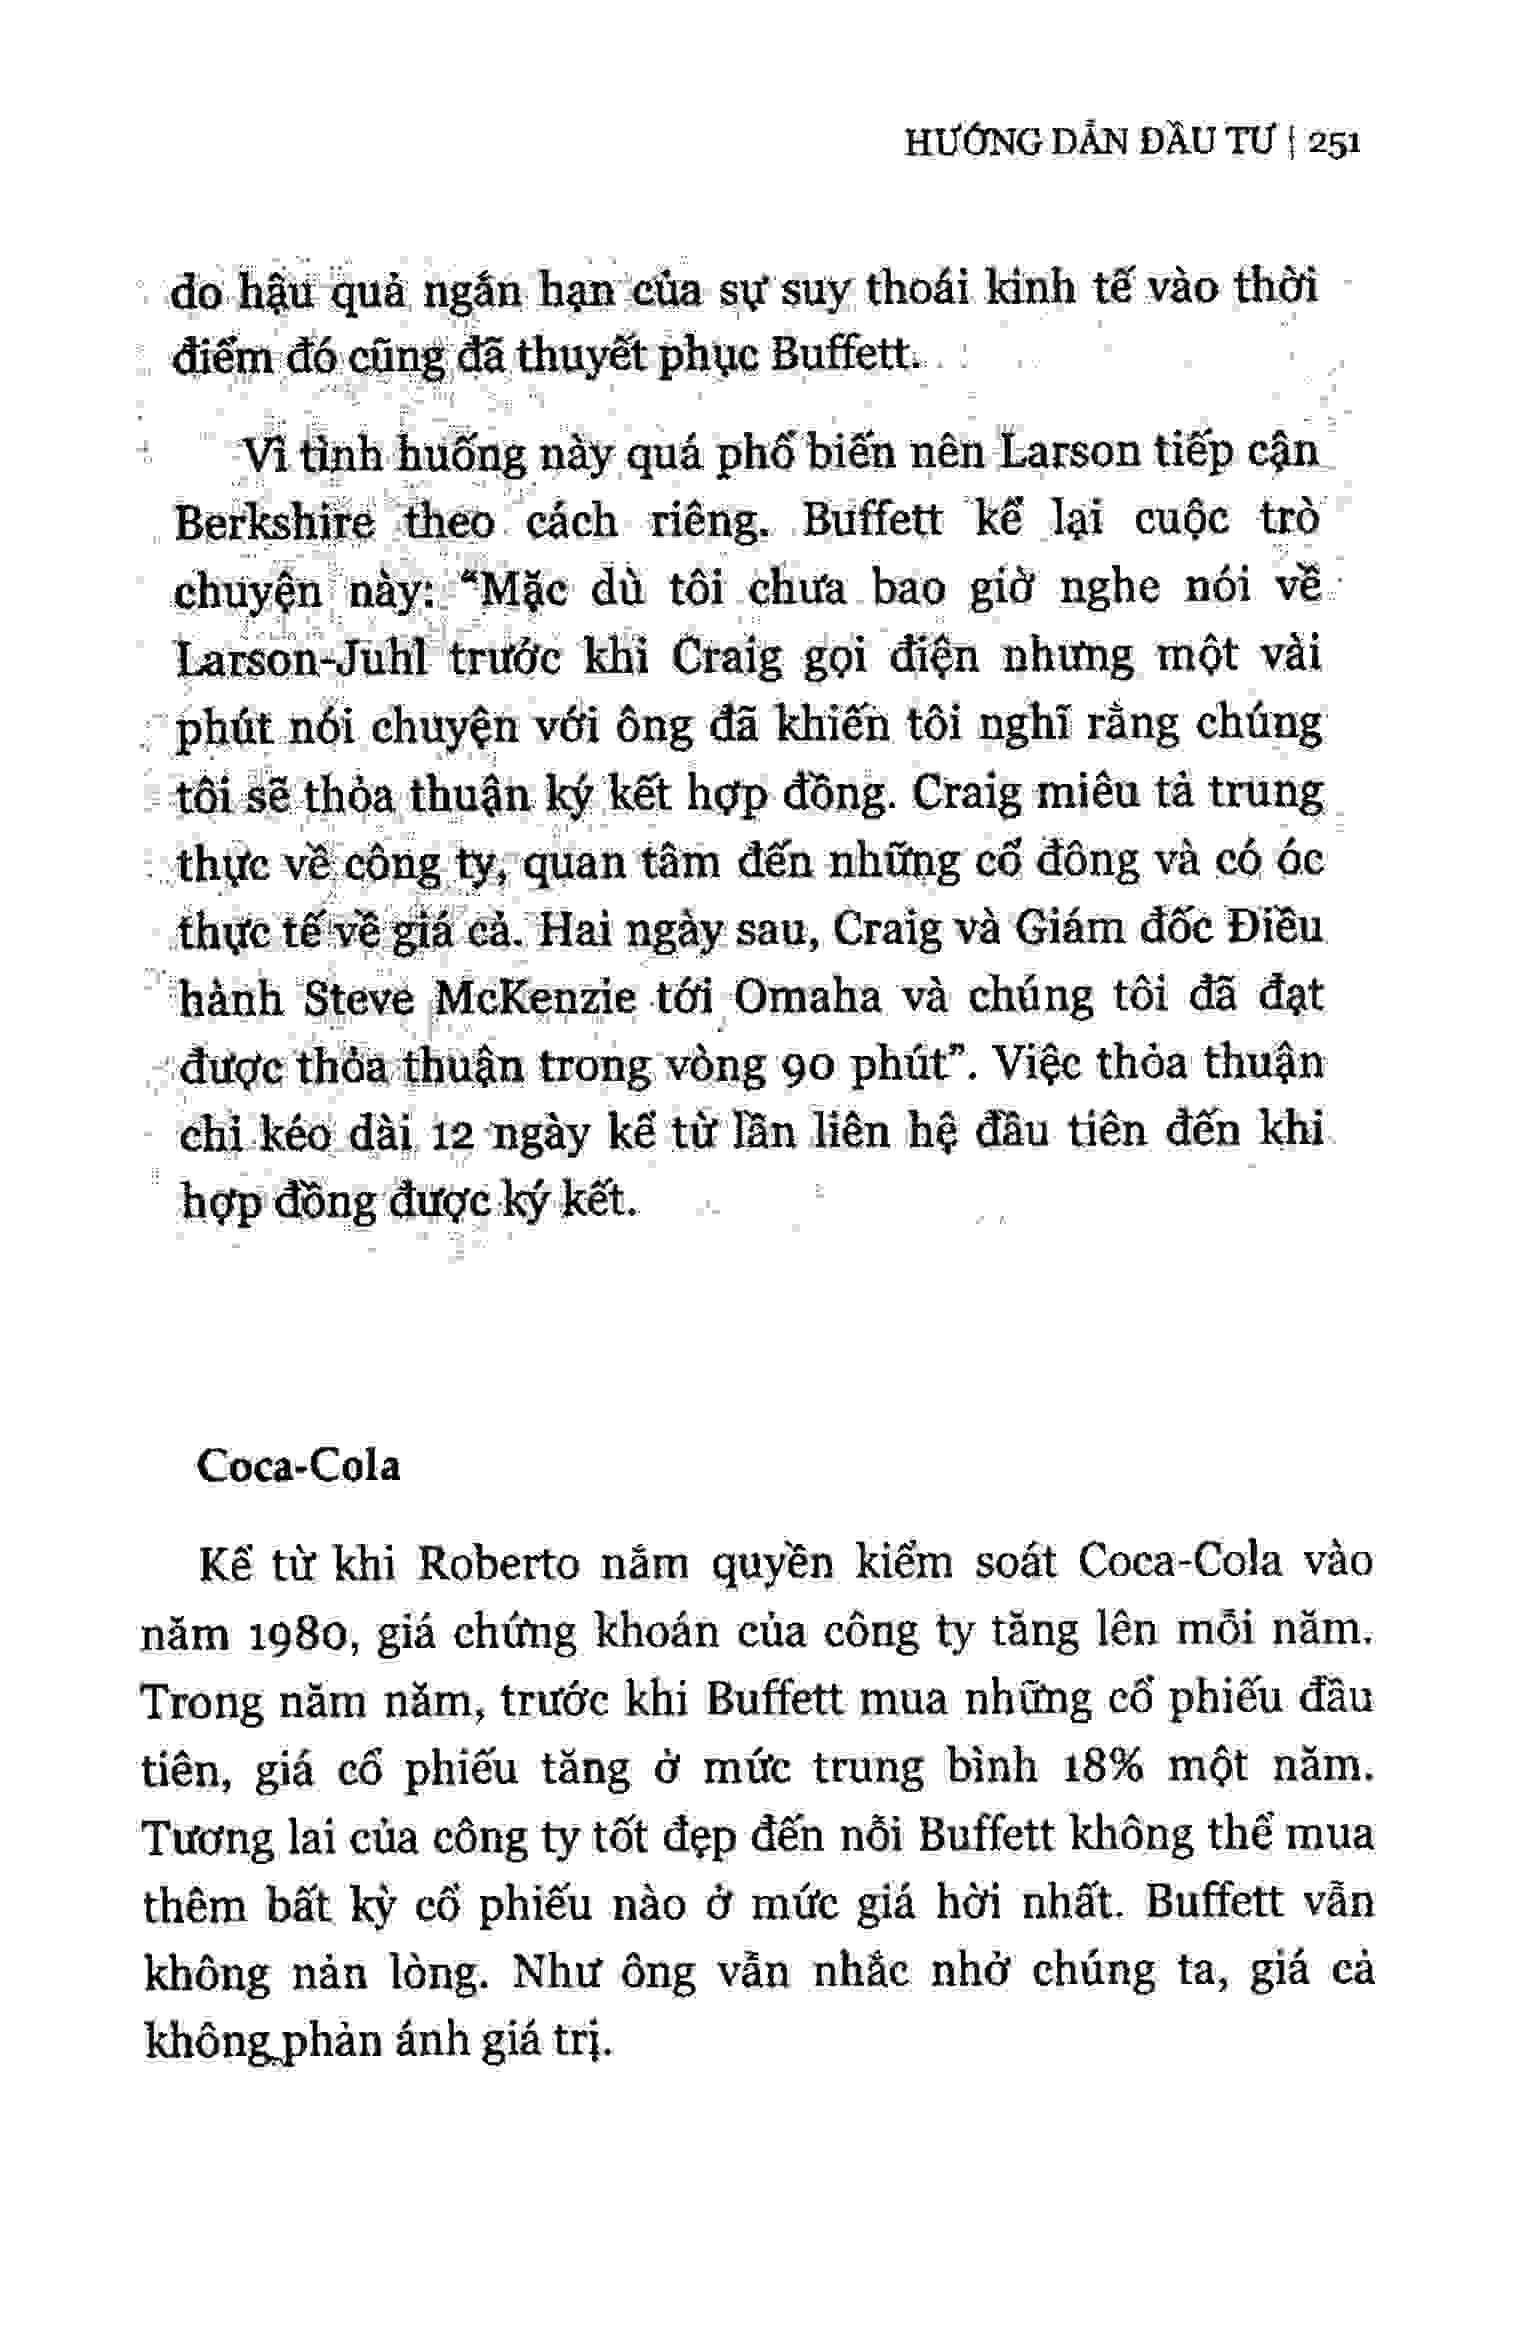 HƯỚNG DẪN ĐẦU TƯ | 251
do hậu quả ngắn hạn của sự suy thoái kinh tế vào thời
điểm đó cũng đã thuyết phục Buffett.
Vì tình huống này quá phổ biến nên Larson tiếp cận
Berkshire theo cách riêng. Buffett kể lại cuộc trò
chuyện này: “Mặc dù tôi chưa bao giờ nghe nói về
Larson-Juhl trước khi Craig gọi điện nhưng một vài
phút nói chuyện với ông đã khiến tôi nghĩ rằng chúng
tôi sẽ thỏa thuận ký kết hợp đồng. Craig miêu tả trung
thực về công ty, quan tâm đến những cổ đông và có óc
thực tế về giá cả. Hai ngày sau, Craig và Giám đốc Điều
hành Steve McKenzie tới Omaha và chúng tôi đã đạt
được thỏa thuận trong vòng 90 phút”. Việc thỏa thuận
chỉ kéo dài 12 ngày kể từ lần liên hệ đầu tiên đến khi
hợp đồng được ký kết.
Coca-Cola
Kể từ khi Roberto nắm quyền kiểm soát Coca-Cola vào
năm 1980, giá chứng khoán của công ty tăng lên mỗi năm.
Trong năm năm, trước khi Buffett mua những cổ phiếu đầu
tiên, giá cổ phiếu tăng ở mức trung bình 18% một năm.
Tương lai của công ty tốt đẹp đến nỗi Buffett không thể mua
thêm bất kỳ cổ phiếu nào ở mức giá hời nhất. Buffett vẫn
không nản lòng. Như ông vẫn nhắc nhở chúng ta, giá cả
không phản ánh giá trị.